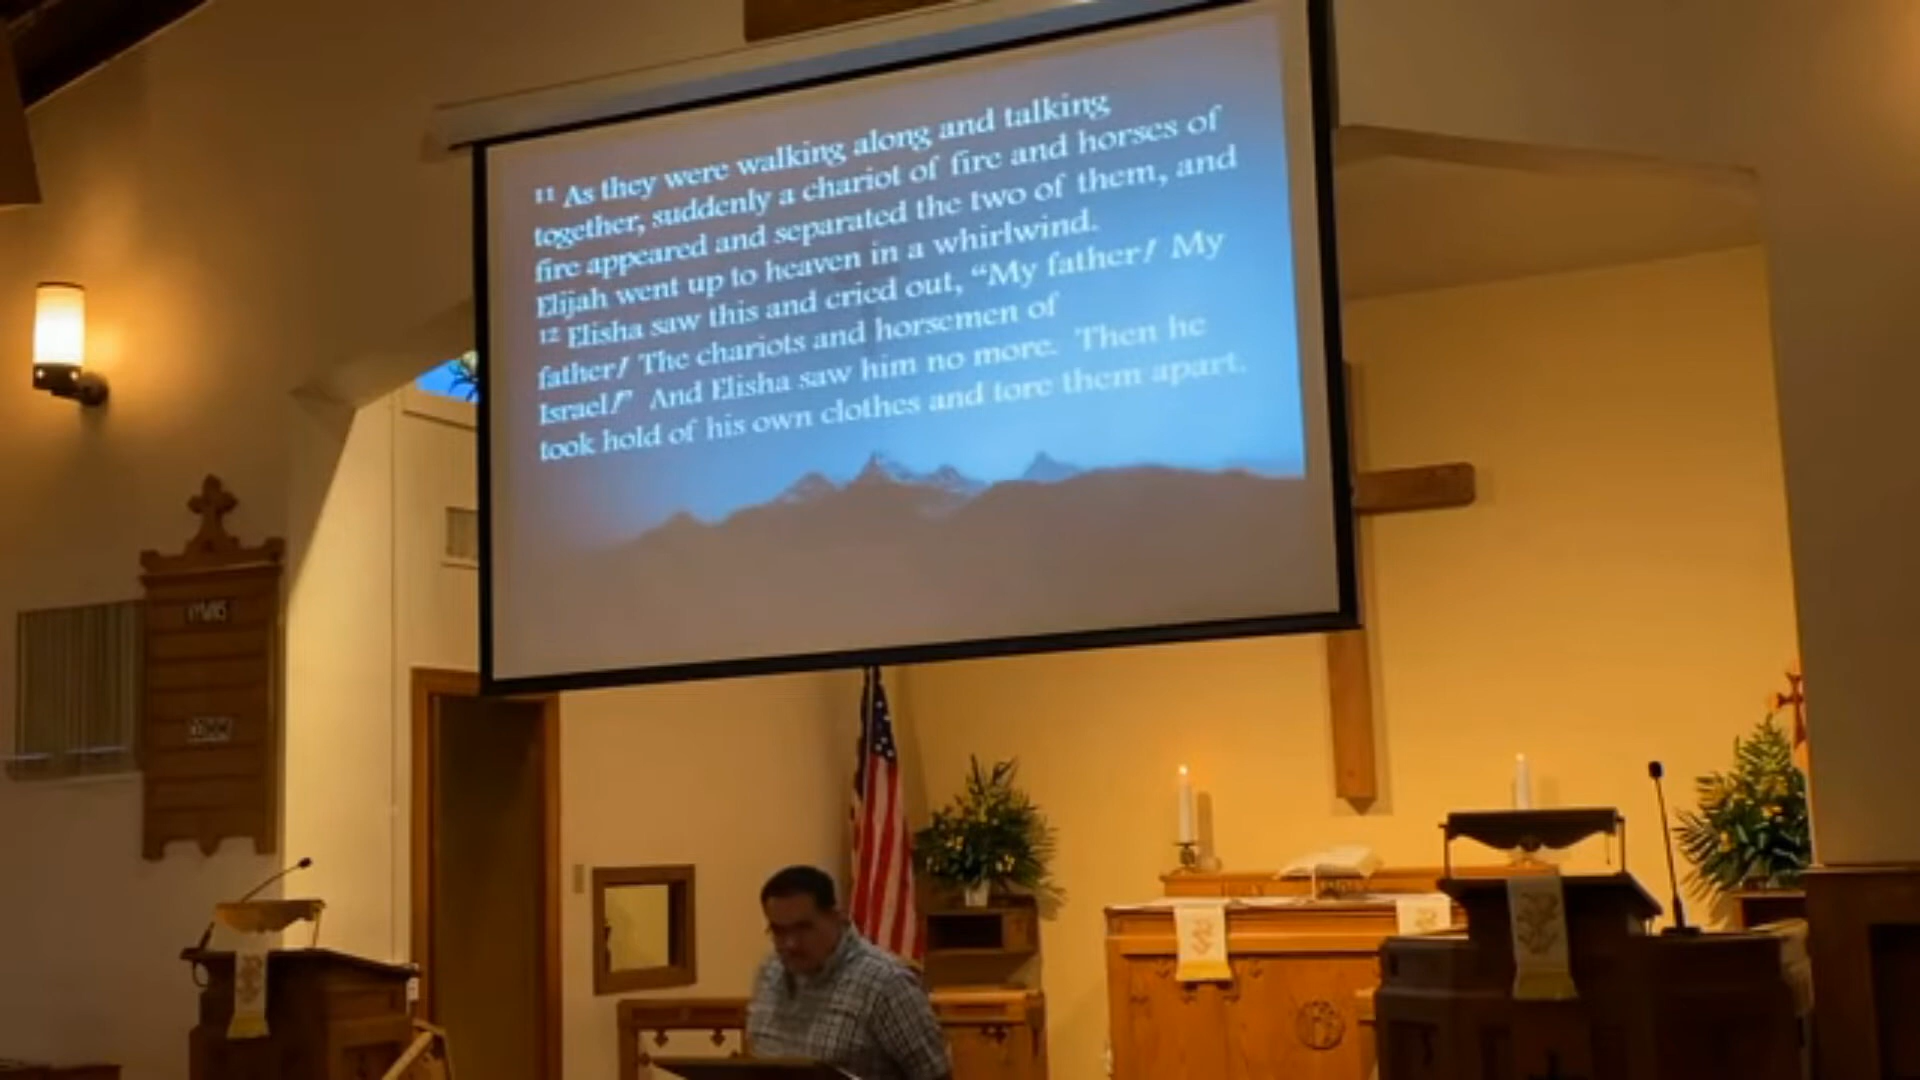 11 As they were walking along and talking
together, suddenly a chariot of fire and horses of
fire appeared and separated the two of them, and
Elijah went up to heaven in a whirlwind.
12 Elisha saw this and cried out, “My father! My
father! The chariots and horsemen of
Israel!” And Elisha saw him no more. Then he
took hold of his own clothes and tore them apart.